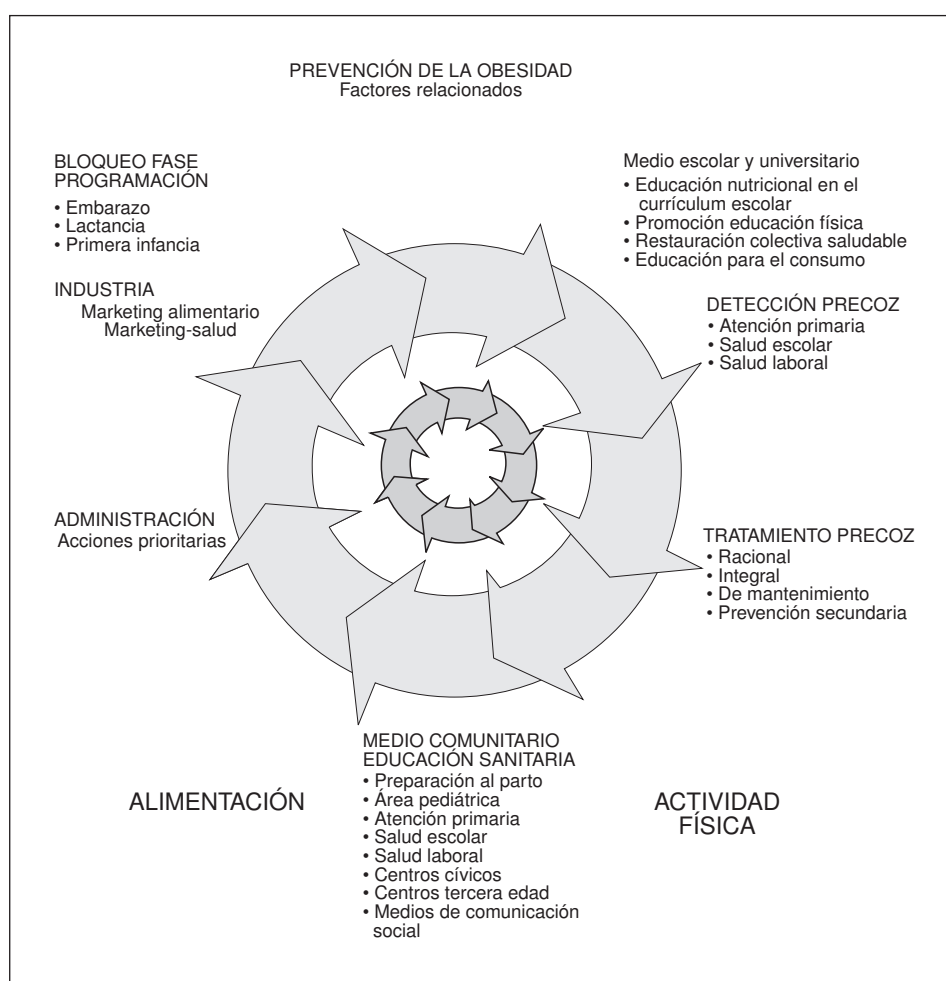 PREVENCIÓN DE LA OBESIDAD
Factores relacionados
BLOQUEO FASE
PROGRAMACIÓN
• Embarazo
• Lactancia
• Primera infancia
INDUSTRIA
Marketing alimentario
Marketing-salud
ADMINISTRACIÓN
Acciones prioritarias
Medio escolar y universitario
• Educación nutricional en el
currículum escolar
• Promoción educación física
• Restauración colectiva saludable
• Educación para el consumo
DETECCIÓN PRECOZ
• Atención primaria
• Salud escolar
• Salud laboral
TRATAMIENTO PRECOZ
• Racional
• Integral
• De mantenimiento
• Prevención secundaria
MEDIO COMUNITARIO
EDUCACIÓN SANITARIA
• Preparación al parto
• Área pediátrica
• Atención primaria
• Salud escolar
• Salud laboral
• Centros cívicos
• Centros tercera edad
• Medios de comunicación
social
ALIMENTACIÓN
ACTIVIDAD
FÍSICA